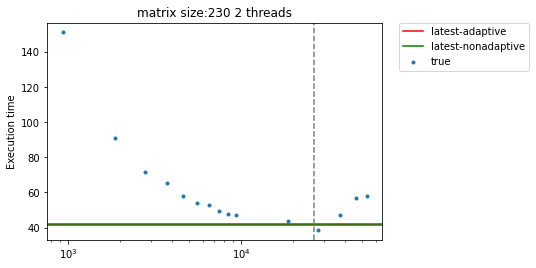 matrix size:230 2 threads
latest-adaptive
latest-nonadaptive
true
Execution time
140
120
100
80
60
40
10³
10⁴